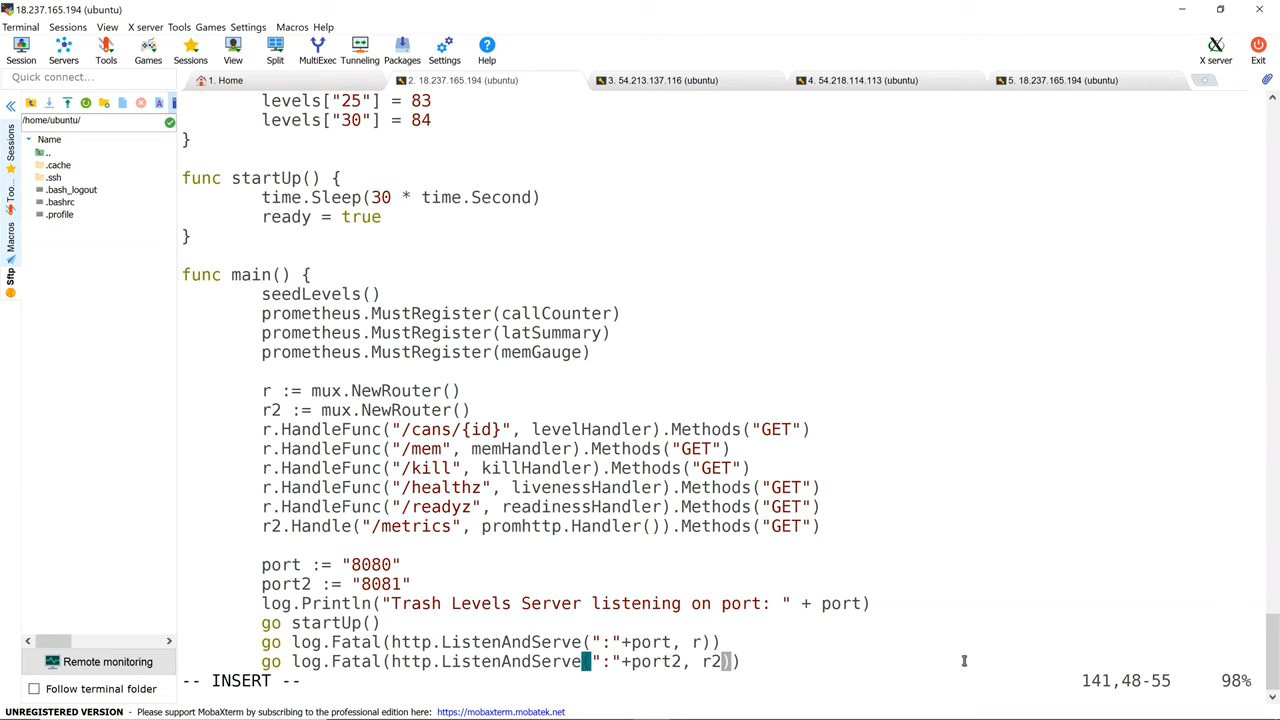 18.237.165.194 (ubuntu)
Terminal Sessions View X server Tools Games Settings Macros Help
Session Servers Tools Games Sessions View Split MultiExec Tunneling Packages Settings Help X server Exit
Quick connect...
1. Home
2. 18.237.165.194 (ubuntu)
3. 54.213.137.116 (ubuntu)
4. 54.218.114.113 (ubuntu)
5. 18.237.165.194 (ubuntu)
/home/ubuntu/
Name
..
.cache
.ssh
.bash_logout
.bashrc
.profile
Sessions
Too...
Macros
Sftp
levels["25"] = 83
levels["30"] = 84
}
func startUp() {
time.Sleep(30 * time.Second)
ready = true
}
func main() {
seedLevels()
prometheus.MustRegister(callCounter)
prometheus.MustRegister(latSummary)
prometheus.MustRegister(memGauge)
r := mux.NewRouter()
r2 := mux.NewRouter()
r.HandleFunc("/cans/{id}", levelHandler).Methods("GET")
r.HandleFunc("/mem", memHandler).Methods("GET")
r.HandleFunc("/kill", killHandler).Methods("GET")
r.HandleFunc("/healthz", livenessHandler).Methods("GET")
r.HandleFunc("/readyz", readinessHandler).Methods("GET")
r2.Handle("/metrics", promhttp.Handler()).Methods("GET")
port := "8080"
port2 := "8081"
log.Println("Trash Levels Server listening on port: " + port)
go startUp()
go log.Fatal(http.ListenAndServe(":"+port, r))
go log.Fatal(http.ListenAndServe(":"+port2, r2))
-- INSERT -- 141,48-55 98%
Remote monitoring
Follow terminal folder
UNREGISTERED VERSION - Please support MobaXterm by subscribing to the professional edition here: https://mobaxterm.mobatek.net